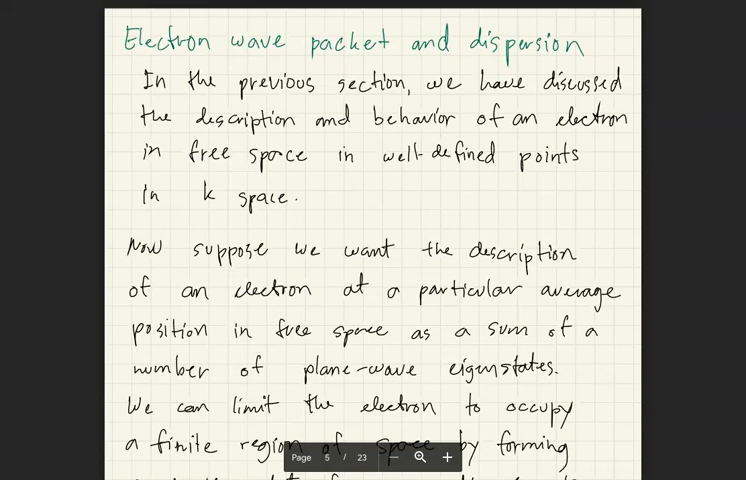 Electron wave packet and dispersion
In the previous section, we have discussed
the description and behavior of an electron
in free space in well-defined points
in k space.
Now suppose we want the description
of an electron at a particular average
position in free space as a sum of a
number of plane-wave eigenstates.
We can limit the electron to occupy
a finite region of space by forming
Page 5 / 23